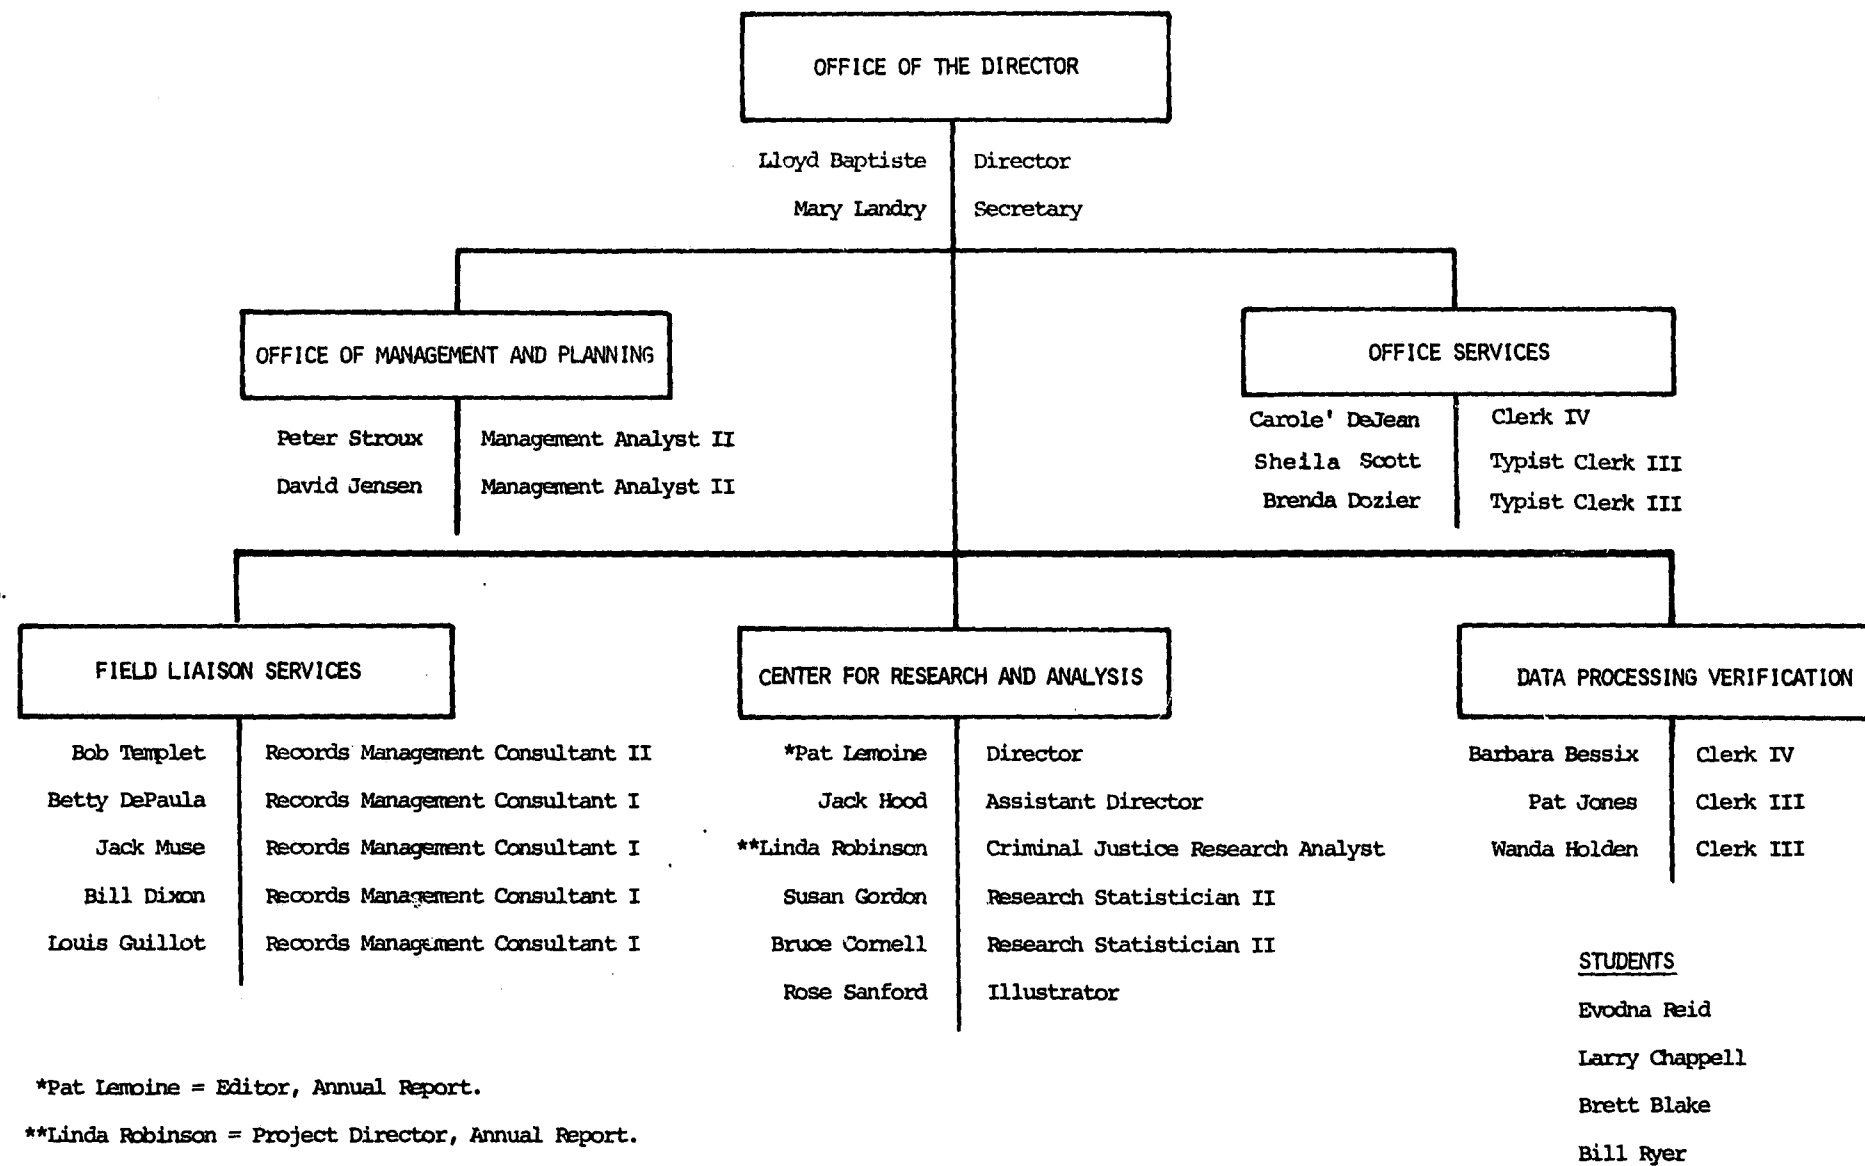 OFFICE OF THE DIRECTOR
Lloyd Baptiste Director
Mary Landry Secretary
OFFICE OF MANAGEMENT AND PLANNING
Peter Stroux Management Analyst II
David Jensen Management Analyst II
OFFICE SERVICES
Carole' DeJean Clerk IV
Sheila Scott Typist Clerk III
Brenda Dozier Typist Clerk III
FIELD LIAISON SERVICES
Bob Templet Records Management Consultant II
Betty DePaula Records Management Consultant I
Jack Muse Records Management Consultant I
Bill Dixon Records Management Consultant I
Louis Guillot Records Management Consultant I
CENTER FOR RESEARCH AND ANALYSIS
*Pat Lemoine Director
Jack Hood Assistant Director
**Linda Robinson Criminal Justice Research Analyst
Susan Gordon Research Statistician II
Bruce Cornell Research Statistician II
Rose Sanford Illustrator
DATA PROCESSING VERIFICATION
Barbara Bessix Clerk IV
Pat Jones Clerk III
Wanda Holden Clerk III
STUDENTS
Evodna Reid
Larry Chappell
Brett Blake
Bill Ryer
*Pat Lemoine = Editor, Annual Report.
**Linda Robinson = Project Director, Annual Report.